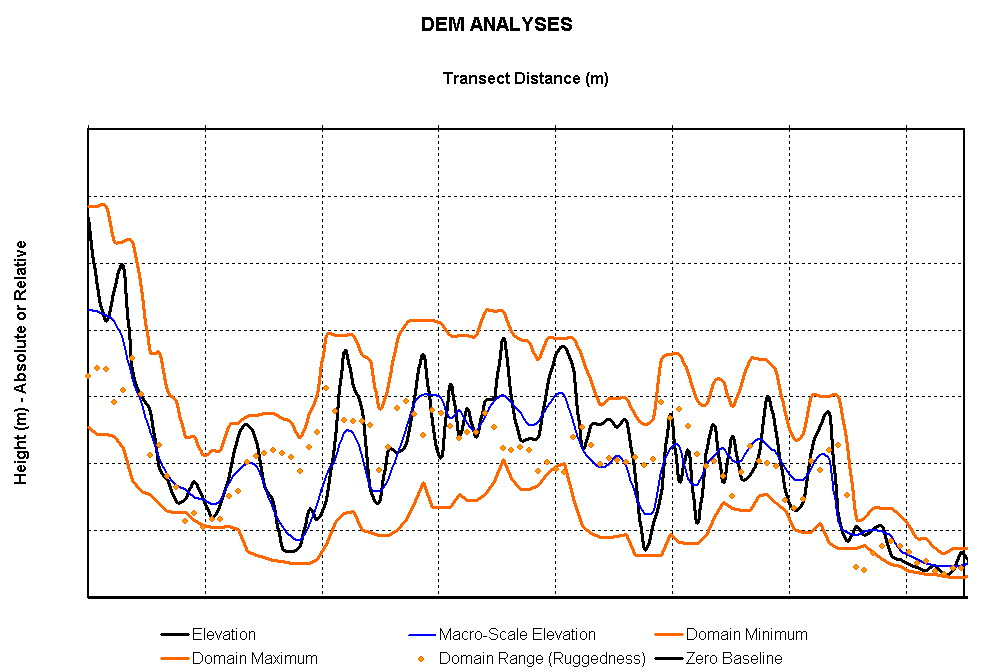 DEM ANALYSES
Transect Distance (m)
Height (m) - Absolute or Relative
Elevation Macro-Scale Elevation Domain Minimum
Domain Maximum Domain Range (Ruggedness) Zero Baseline